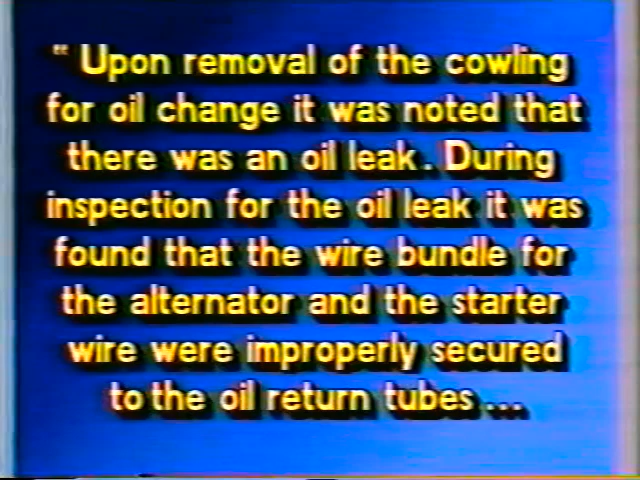 " Upon removal of the cowling
for oil change it was noted that
there was an oil leak. During
inspection for the oil leak it was
found that the wire bundle for
the alternator and the starter
wire were improperly secured
to the oil return tubes...